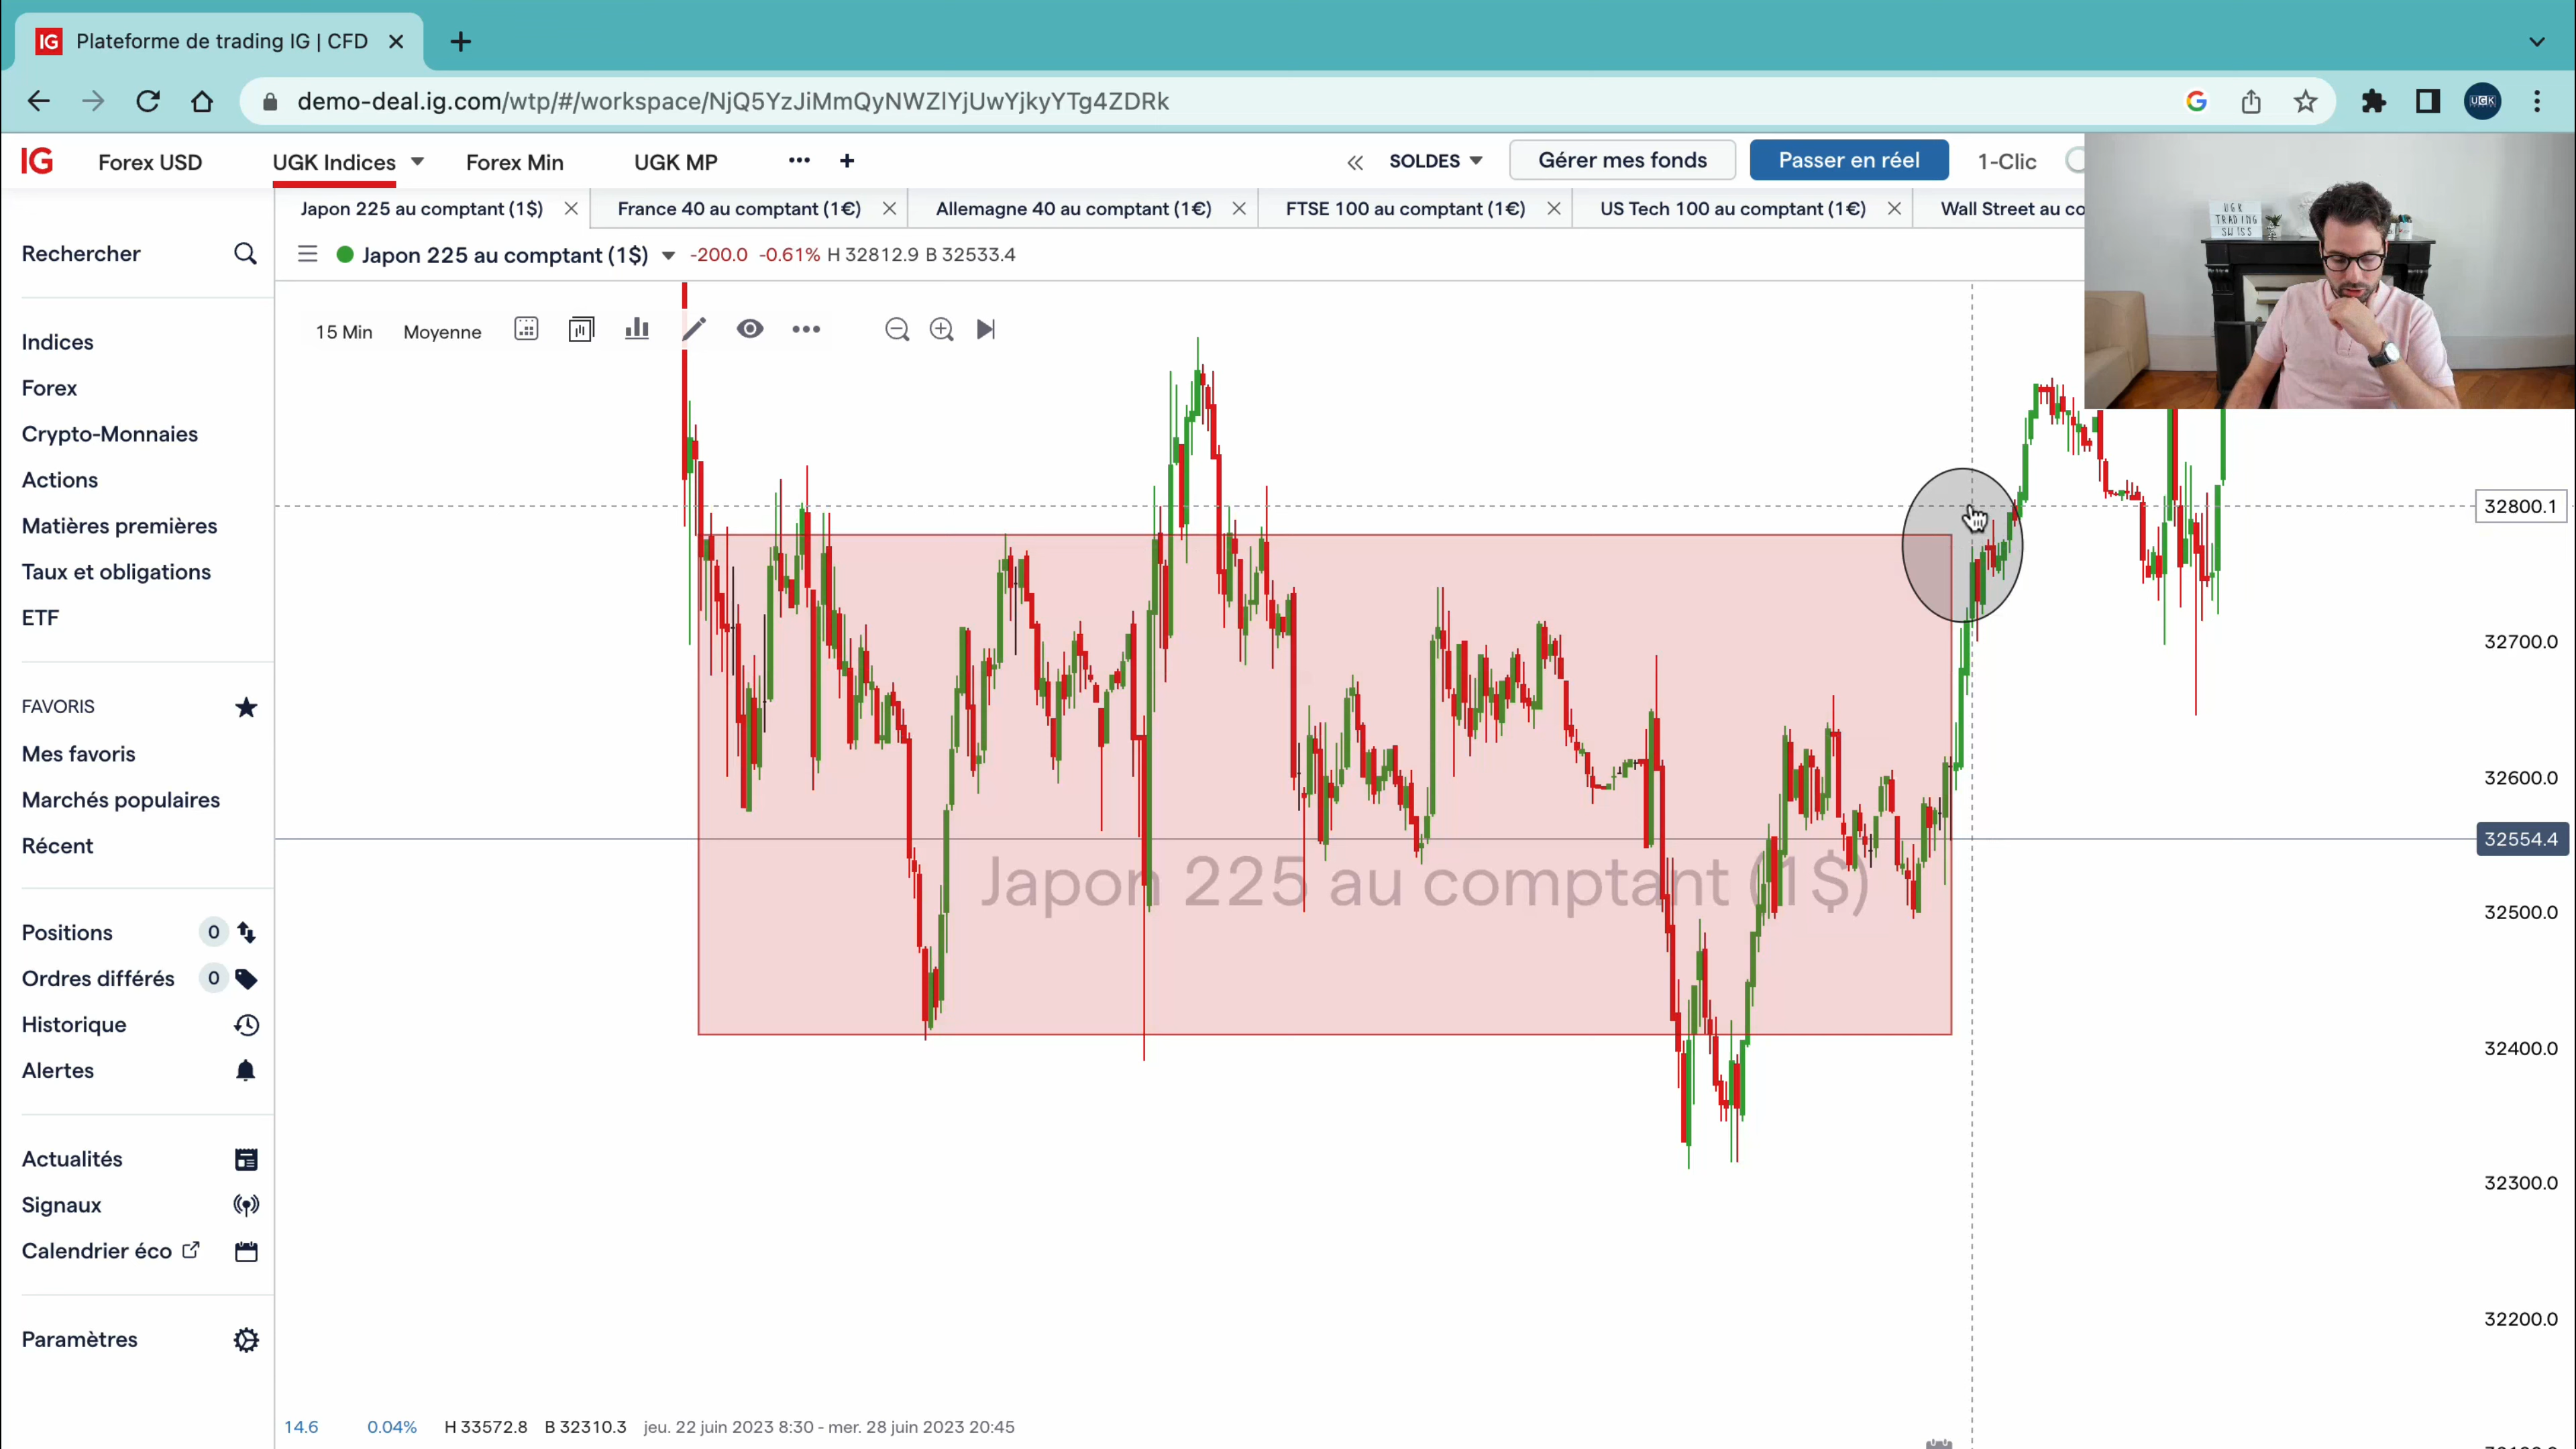 IG Plateforme de trading IG | CFD
demo-deal.ig.com/wtp/#/workspace/NjQ5YzJiMmQyNWZlYjUwYjkyYTg4ZDRk
UGK
IG Forex USD UGK Indices Forex Min UGK MP SOLDES Gérer mes fonds Passer en réel 1-Clic
Japon 225 au comptant (1$) France 40 au comptant (1€) Allemagne 40 au comptant (1€) FTSE 100 au comptant (1€) US Tech 100 au comptant (1€) Wall Street au co
UGK
TRADING
SWISS
Japon 225 au comptant (1$) -200.0 -0.61% H 32812.9 B 32533.4
15 Min Moyenne
Rechercher
Indices
Forex
Crypto-Monnaies
Actions
Matières premières
Taux et obligations
ETF
FAVORIS
Mes favoris
Marchés populaires
Récent
Positions 0
Ordres différés 0
Historique
Alertes
Actualités
Signaux
Calendrier éco
Paramètres
Japon 225 au comptant (1$)
32800.1
32700.0
32600.0
32554.4
32500.0
32400.0
32300.0
32200.0
14.6 0.04% H 33572.8 B 32310.3 jeu. 22 juin 2023 8:30 - mer. 28 juin 2023 20:45